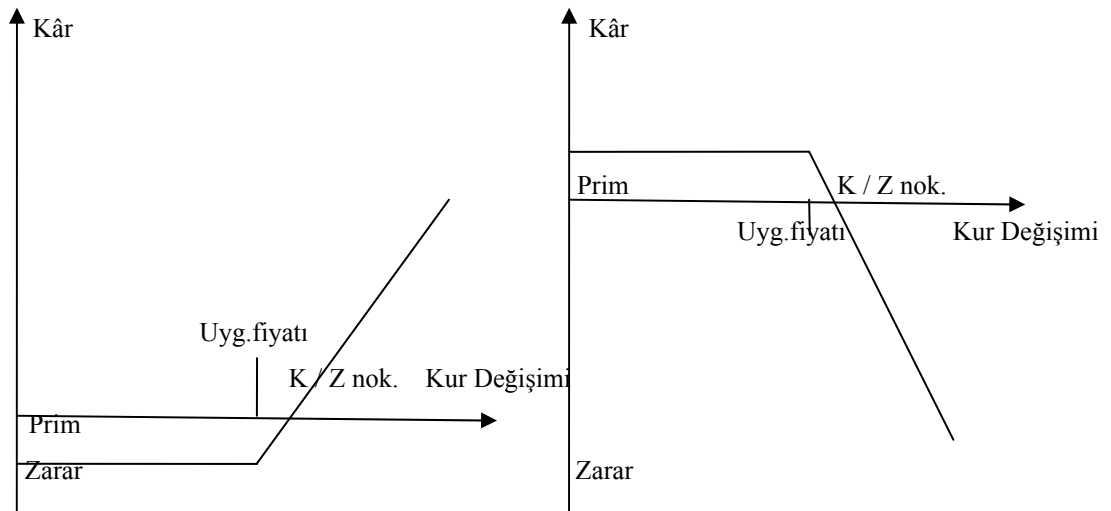 Kâr
Uyg.fiyatı
K / Z nok.
Kur Değişimi
Prim
Zarar
Kâr
Prim
K / Z nok.
Uyg.fiyatı
Kur Değişimi
Zarar